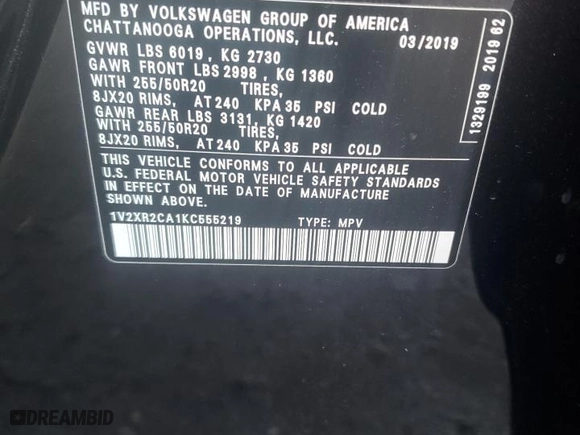 MFD BY VOLKSWAGEN GROUP OF AMERICA
CHATTANOOGA OPERATIONS, LLC. 03/2019
GVWR LBS 6019 , KG 2730
GAWR FRONT LBS 2998 , KG 1360
WITH 255/50R20 TIRES,
8JX20 RIMS, AT 240 KPA 35 PSI COLD
GAWR REAR LBS 3131, KG 1420
WITH 255/50R20 TIRES,
8JX20 RIMS, AT 240 KPA 35 PSI COLD
THIS VEHICLE CONFORMS TO ALL APPLICABLE
U.S. FEDERAL MOTOR VEHICLE SAFETY STANDARDS
IN EFFECT ON THE DATE OF MANUFACTURE
SHOWN ABOVE.
1V2XR2CA1KC555219 TYPE: MPV
1329199 2019 62
DREAMBID